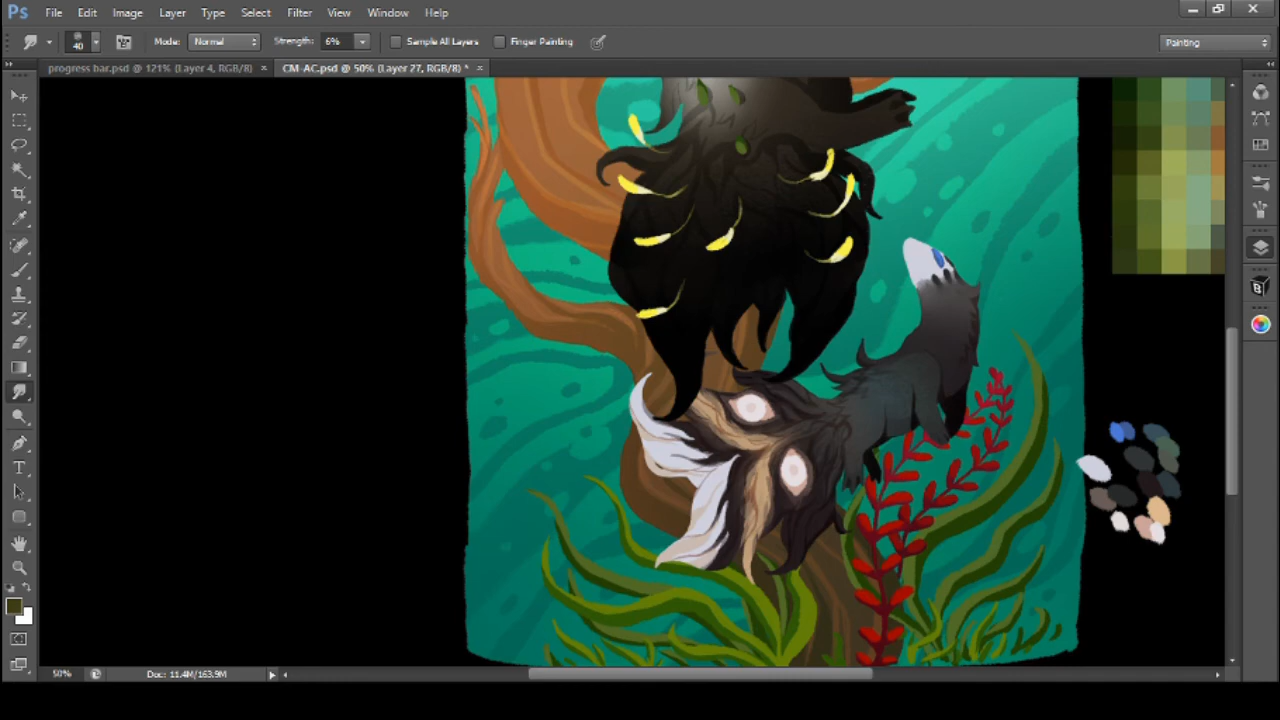 Ps File Edit Image Layer Type Select Filter View Window Help
40 Mode: Normal Strengths: 6% Sample All Layers Finger Painting Painting
progress bar.psd @ 121% (Layer 4, RGB/8) × CM-AC.psd @ 50% (Layer 27, RGB/8) * ×
50% Doc: 11.4M/163.9M